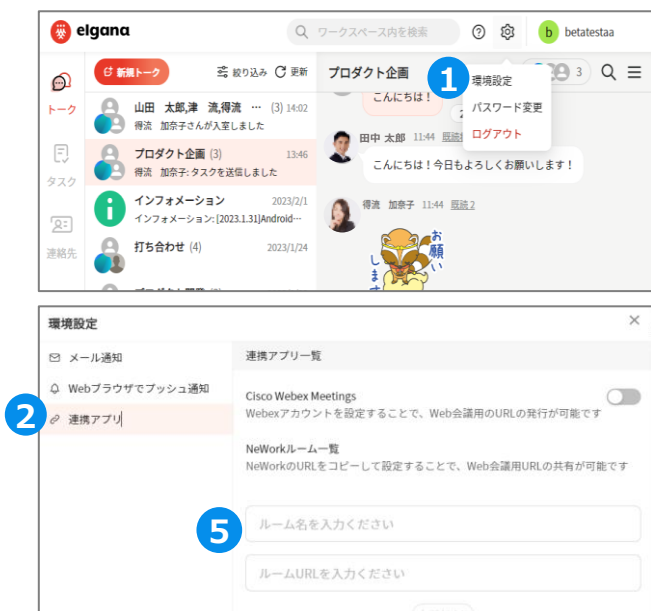 elgana
ワークスペース内を検索
betatestaa
新規トーク
絞り込み
更新
プロダクト企画
1
環境設定
パスワード変更
ログアウト
3
トーク
タスク
連絡先
山田 太郎,津 流,得流 … (3) 14:02
得流 加奈子さんが入室しました
プロダクト企画 (3) 13:46
得流 加奈子: タスクを送信しました
インフォメーション 2023/2/1
インフォメーション: [2023.1.31]Android…
打ち合わせ (4) 2023/1/24
こんにちは!
田中 太郎 11:44
こんにちは！今日もよろしくお願いします！
得流 加奈子 11:44 既読 2
お願いします
環境設定
メール通知
Webブラウザでプッシュ通知
2
連携アプリ
連携アプリ一覧
Cisco Webex Meetings
Webexアカウントを設定することで、Web会議用のURLの発行が可能です
NeWorkルーム一覧
NeWorkのURLをコピーして設定することで、Web会議用URLの共有が可能です
5
ルーム名を入力ください
ルームURLを入力ください